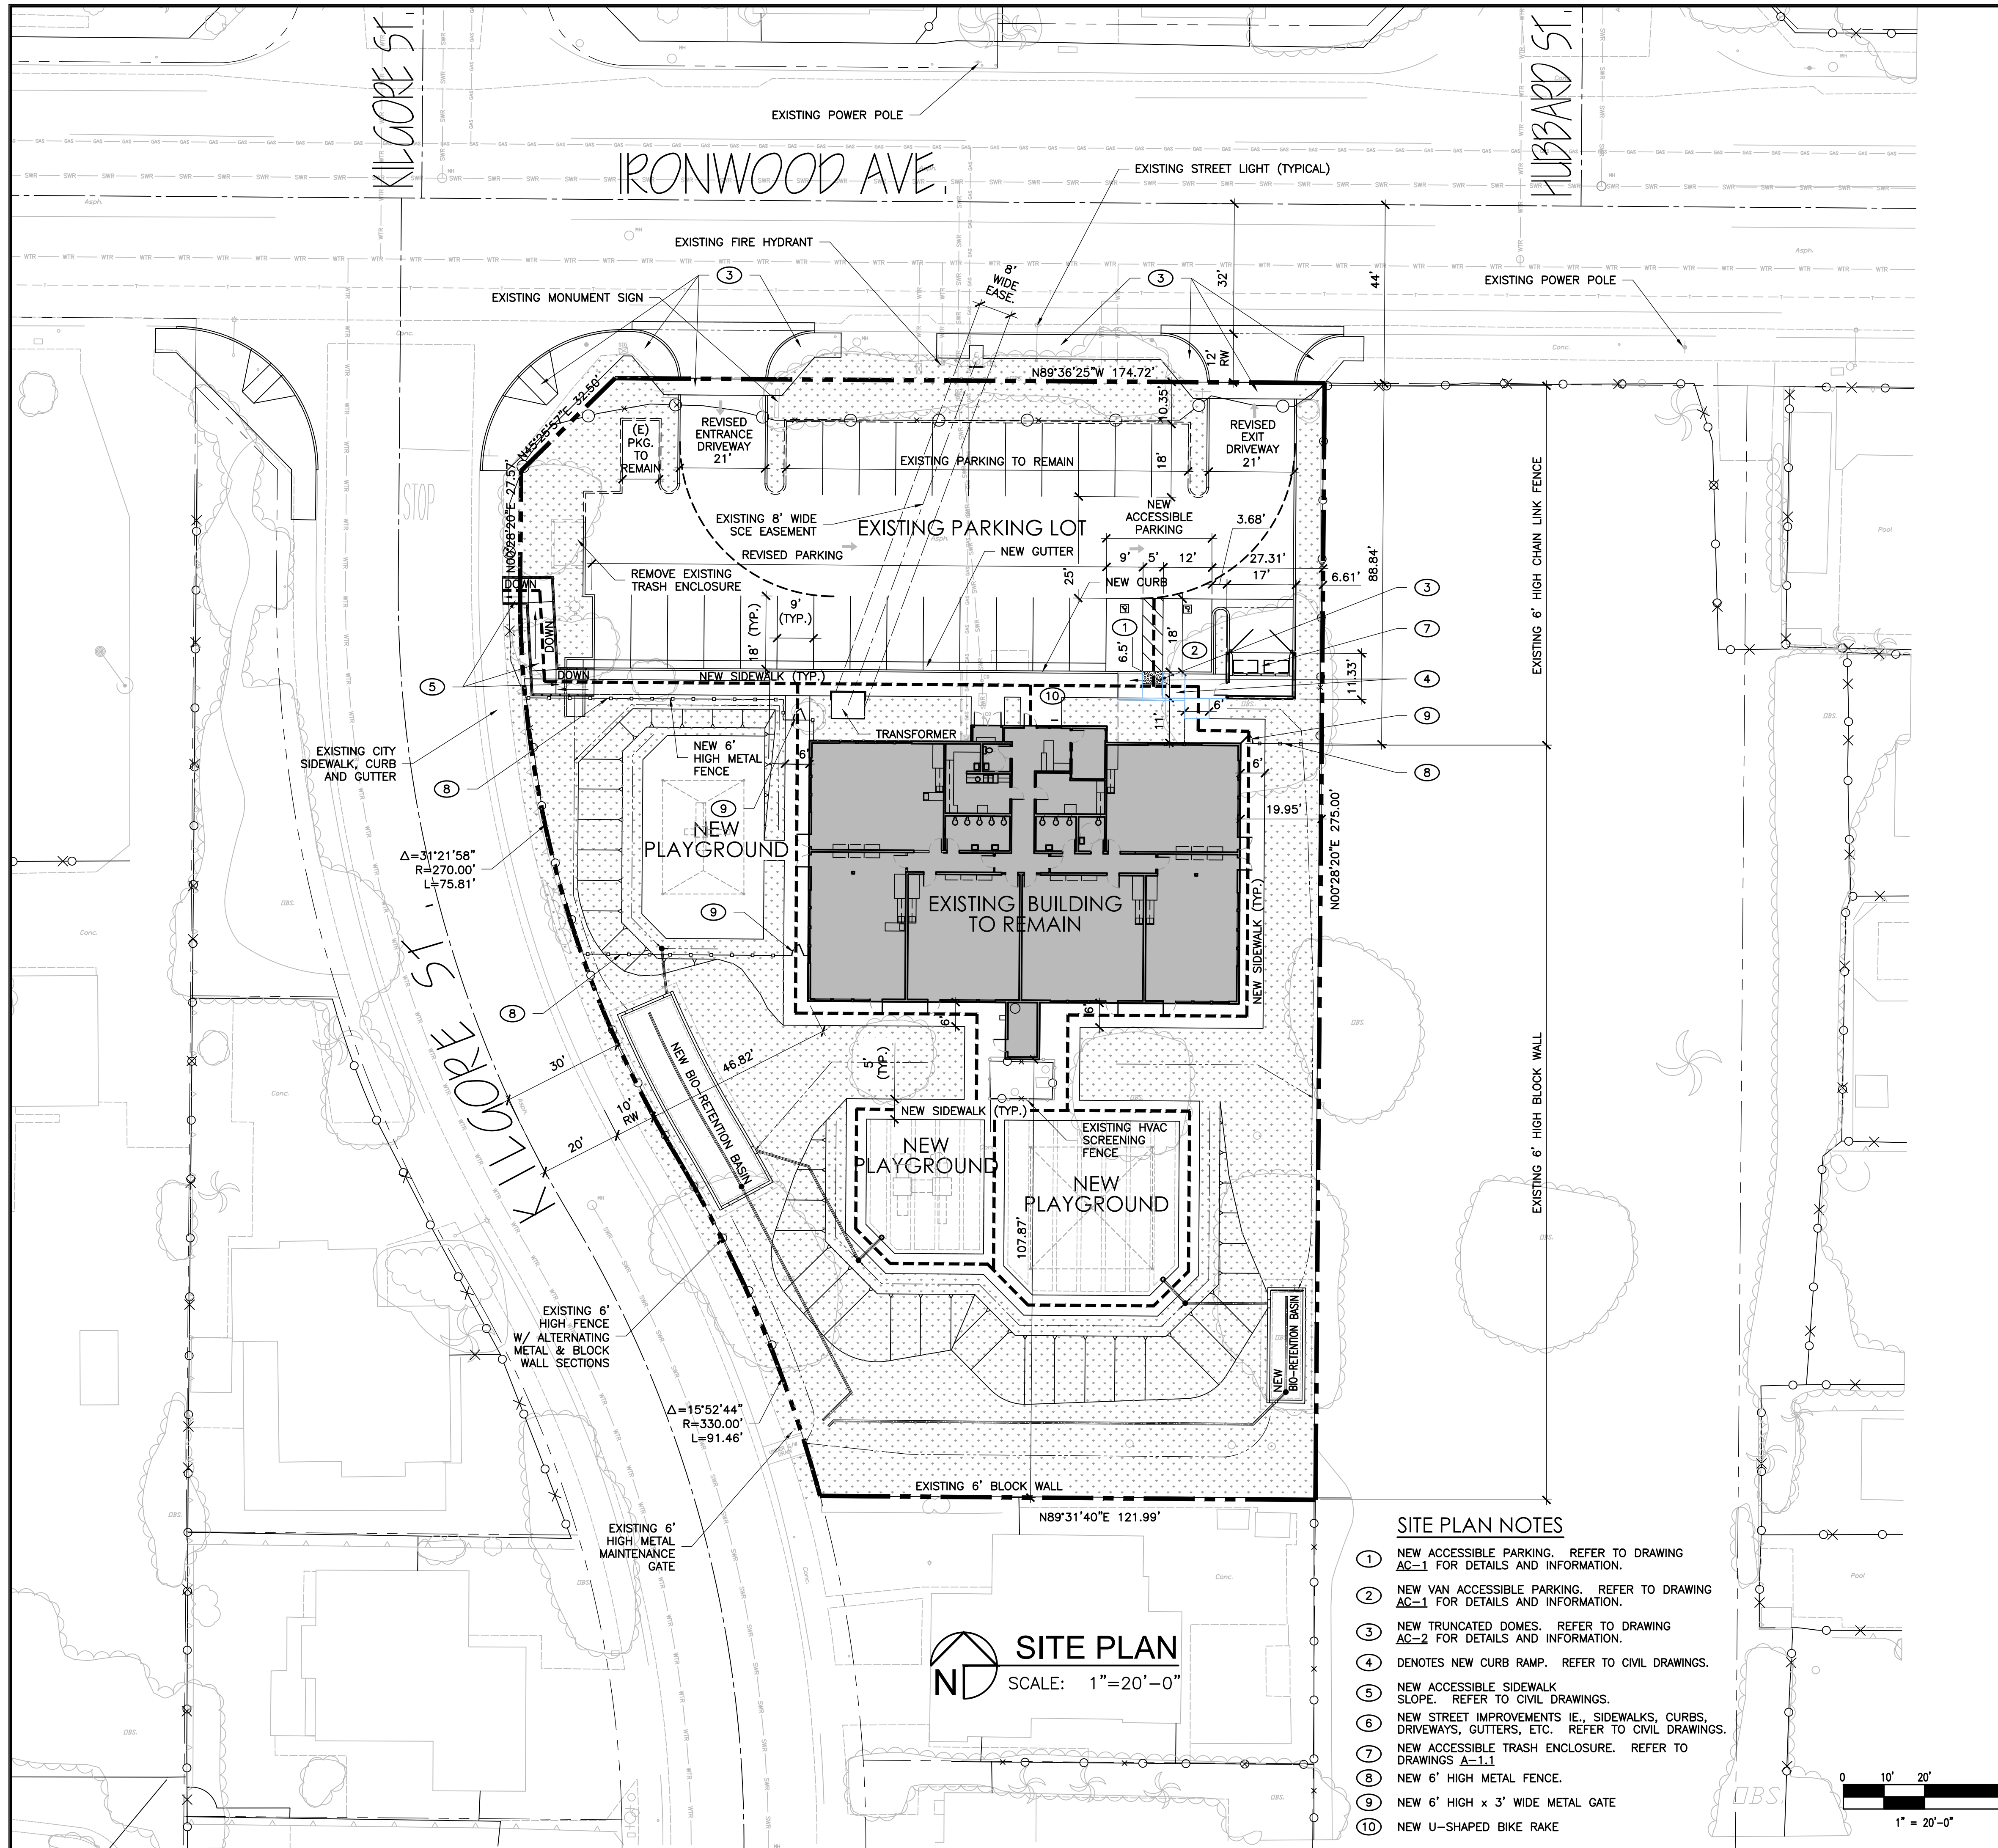 KILGORE ST.
HUBBARD ST.
EXISTING POWER POLE
IRONWOOD AVE.
EXISTING STREET LIGHT (TYPICAL)
EXISTING FIRE HYDRANT
3
8'
WIDE
EASE.
3
32'
44'
EXISTING POWER POLE
EXISTING MONUMENT SIGN
12'
RW
N89°36'25"W 174.72'
N45°25'57"E 32.50'
10.35'
(E)
PKG.
TO
REMAIN
REVISED
ENTRANCE
DRIVEWAY
21'
REVISED
EXIT
DRIVEWAY
21'
EXISTING PARKING TO REMAIN
18'
N00°28'20"E 27.57'
STOP
EXISTING 8' WIDE
SCE EASEMENT
EXISTING PARKING LOT
NEW
ACCESSIBLE
PARKING
3.68'
EXISTING 6' HIGH CHAIN LINK FENCE
REVISED PARKING
NEW GUTTER
9'
5'
12'
27.31'
REMOVE EXISTING
TRASH ENCLOSURE
25'
NEW CURB
17'
6.61'
88.84'
DOWN
DOWN
9'
(TYP.)
18' (TYP.)
3
1
6.5'
18'
2
7
DOWN
NEW SIDEWALK (TYP.)
5
10
11.33'
4
6'
11'
9
TRANSFORMER
EXISTING CITY
SIDEWALK, CURB
AND GUTTER
NEW 6'
HIGH METAL
FENCE
6'
6'
8
8
9
19.95'
NEW
PLAYGROUND
N00°28'20"E 275.00'
Δ=31°21'58"
R=270.00'
L=75.81'
9
EXISTING BUILDING
TO REMAIN
NEW SIDEWALK (TYP.)
8
6'
6'
KILGORE ST.
30'
46.82'
5'
(TYP.)
NEW BIO-RETENTION BASIN
10'
RW
20'
EXISTING 6' HIGH BLOCK WALL
NEW SIDEWALK (TYP.)
EXISTING HVAC
SCREENING
FENCE
NEW
PLAYGROUND
NEW
PLAYGROUND
107.87'
EXISTING 6'
HIGH FENCE
W/ ALTERNATING
METAL & BLOCK
WALL SECTIONS
NEW
BIO-RETENTION BASIN
Δ=15°52'44"
R=330.00'
L=91.46'
EXISTING 6' BLOCK WALL
N89°31'40"E 121.99'
EXISTING 6'
HIGH METAL
MAINTENANCE
GATE
SITE PLAN
SCALE: 1"=20'-0"
N
SITE PLAN NOTES
1 NEW ACCESSIBLE PARKING. REFER TO DRAWING
AC-1 FOR DETAILS AND INFORMATION.
2 NEW VAN ACCESSIBLE PARKING. REFER TO DRAWING
AC-1 FOR DETAILS AND INFORMATION.
3 NEW TRUNCATED DOMES. REFER TO DRAWING
AC-2 FOR DETAILS AND INFORMATION.
4 DENOTES NEW CURB RAMP. REFER TO CIVIL DRAWINGS.
5 NEW ACCESSIBLE SIDEWALK
SLOPE. REFER TO CIVIL DRAWINGS.
6 NEW STREET IMPROVEMENTS IE., SIDEWALKS, CURBS,
DRIVEWAYS, GUTTERS, ETC. REFER TO CIVIL DRAWINGS.
7 NEW ACCESSIBLE TRASH ENCLOSURE. REFER TO
DRAWINGS A-1.1
8 NEW 6' HIGH METAL FENCE.
9 NEW 6' HIGH x 3' WIDE METAL GATE
10 NEW U-SHAPED BIKE RAKE
0 10' 20'
1" = 20'-0"